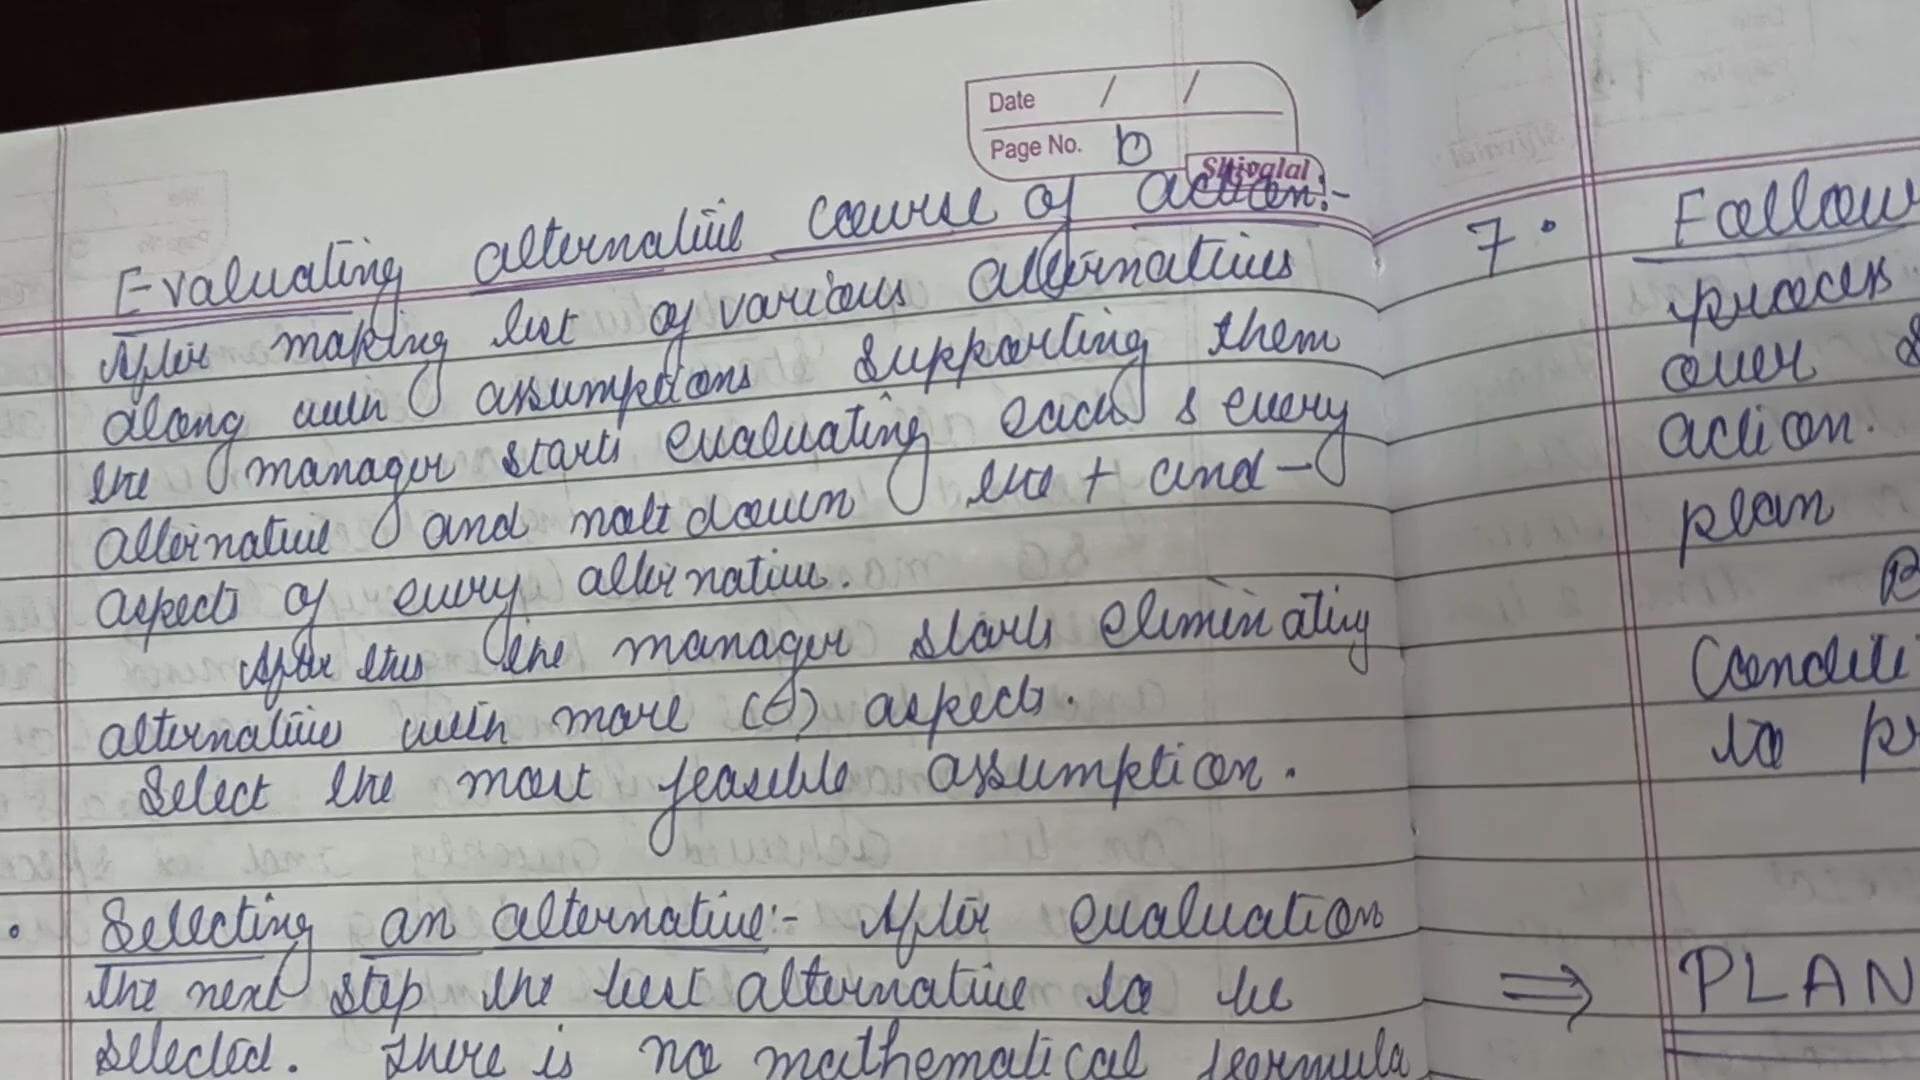 Date / /
Page No. 6
Shivalal
Evaluating alternative course of action:-
After making list of various alternatives
along with assumptions supporting them
the manager starts evaluating each & every
alternative and note down the + and -
aspects of every alternative.
After this the manager starts eliminating
alternatives with more (-) aspects.
Select the most feasible assumption.
• Selecting an alternative:- After evaluation
the next step the best alternative to be
selected. There is no mathematical formula
7. Follow
process
over
action.
plan
Conditi
to pr
⇒ PLAN